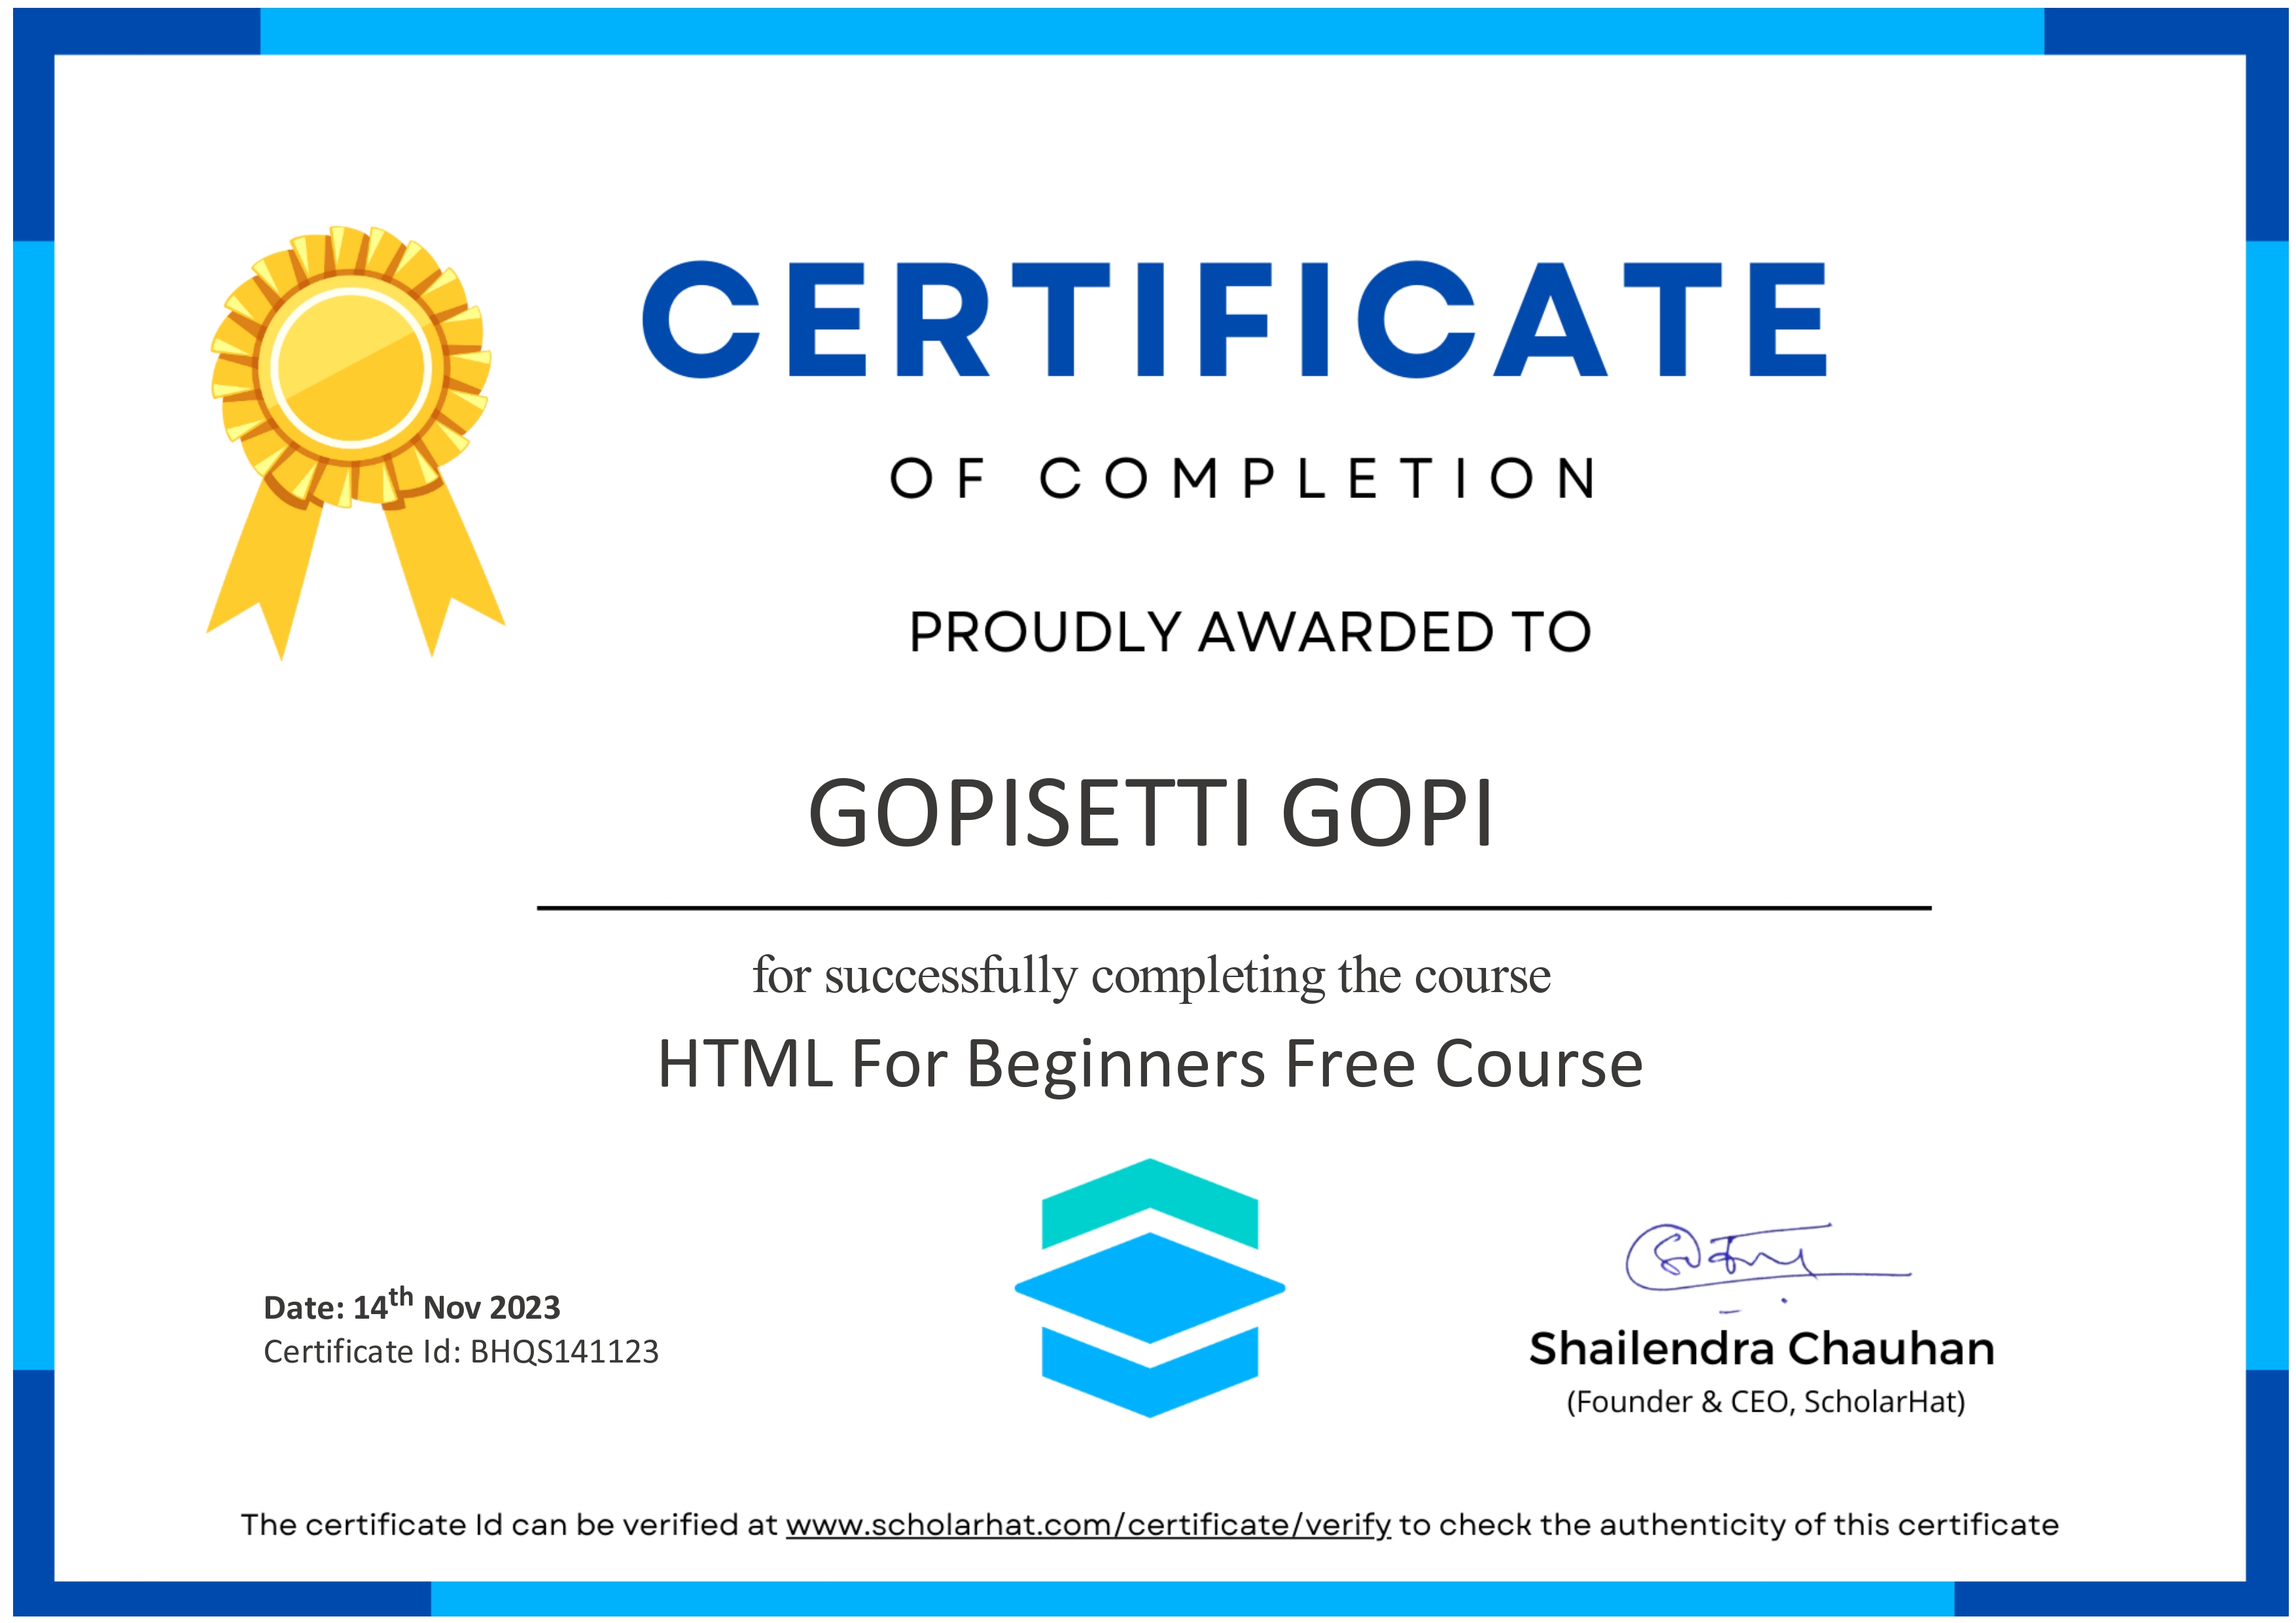 CERTIFICATE
OF COMPLETION
PROUDLY AWARDED TO
GOPISETTI GOPI
for successfully completing the course
HTML For Beginners Free Course
Date: 14th Nov 2023
Certificate Id: BHQS141123
Shailendra Chauhan
(Founder & CEO, ScholarHat)
The certificate Id can be verified at www.scholarhat.com/certificate/verify to check the authenticity of this certificate